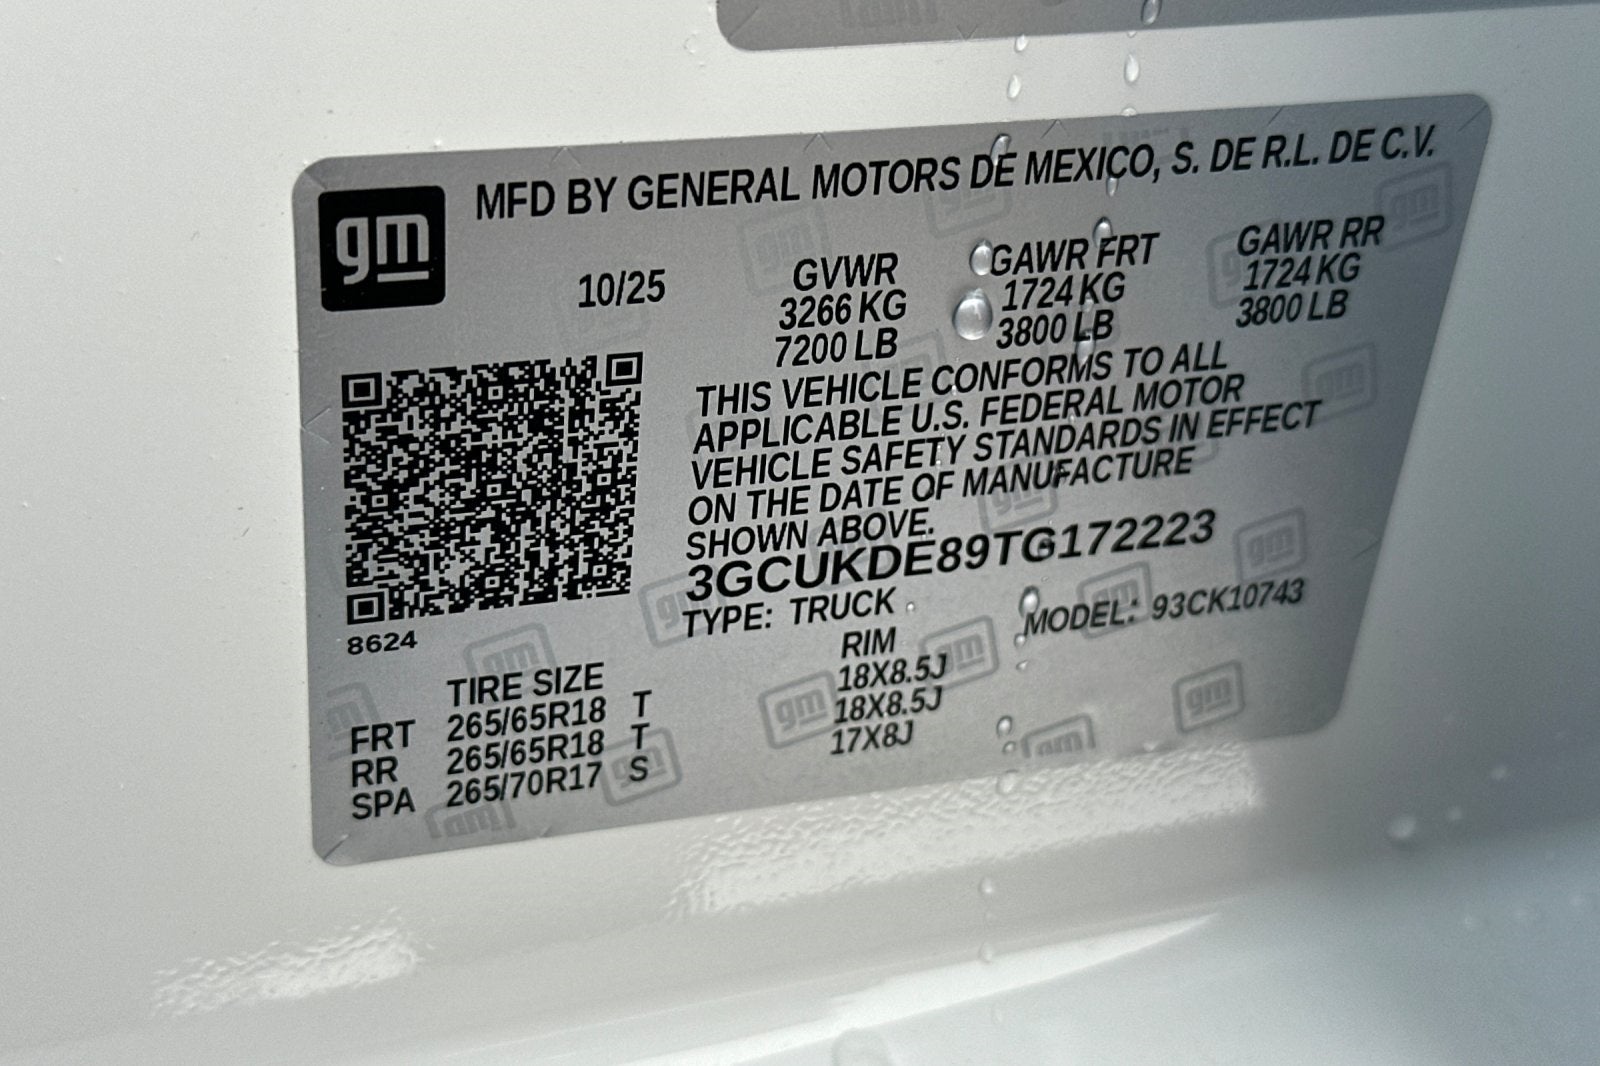 gm
MFD BY GENERAL MOTORS DE MEXICO, S. DE R.L. DE C.V.
10/25
GVWR GAWR FRT GAWR RR
3266 KG 1724 KG 1724 KG
7200 LB 3800 LB 3800 LB
THIS VEHICLE CONFORMS TO ALL
APPLICABLE U.S. FEDERAL MOTOR
VEHICLE SAFETY STANDARDS IN EFFECT
ON THE DATE OF MANUFACTURE
SHOWN ABOVE.
3GCUKDE89TG172223
TYPE: TRUCK MODEL: 93CK10743
8624
TIRE SIZE RIM
FRT 265/65R18 T 18X8.5J
RR 265/65R18 T 18X8.5J
SPA 265/70R17 S 17X8J